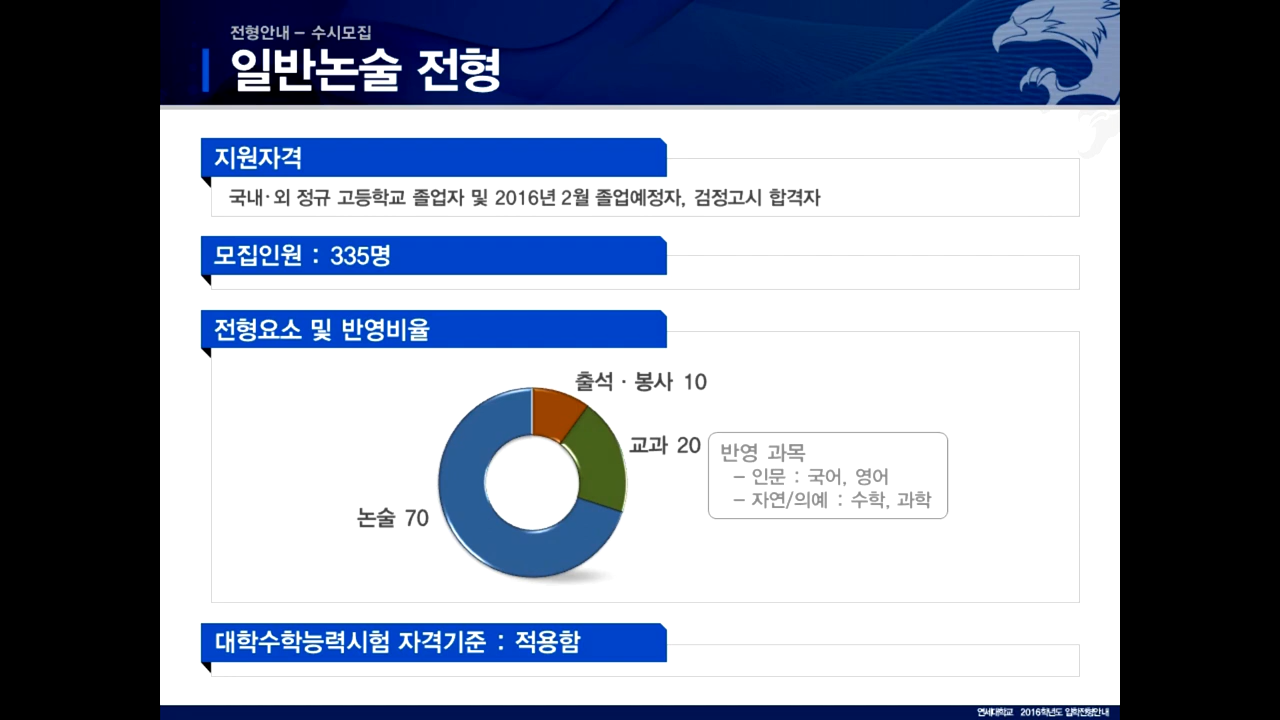 전형안내 – 수시모집
일반논술 전형
지원자격
국내·외 정규 고등학교 졸업자 및 2016년 2월 졸업예정자, 검정고시 합격자
모집인원 : 335명
전형요소 및 반영비율
출석 · 봉사 10
교과 20
반영 과목
– 인문 : 국어, 영어
– 자연/의예 : 수학, 과학
논술 70
대학수학능력시험 자격기준 : 적용함
연세대학교 2016학년도 입학전형안내